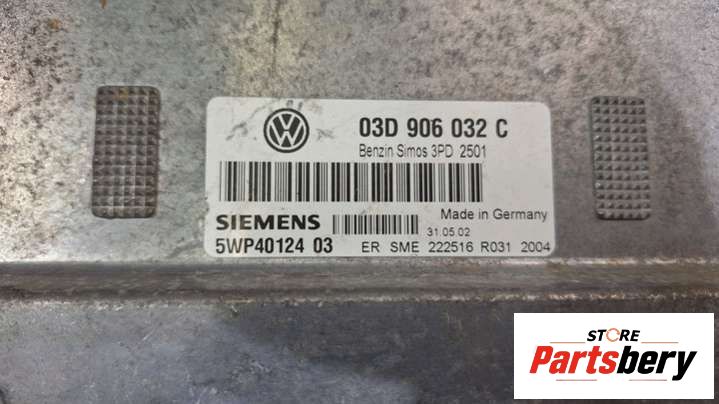 03D 906 032 C
Benzin Simos 3PD 2501
SIEMENS
Made in Germany
31.05.02
5WP40124 03 ER SME 222516 R031 2004
STORE
Partsbery